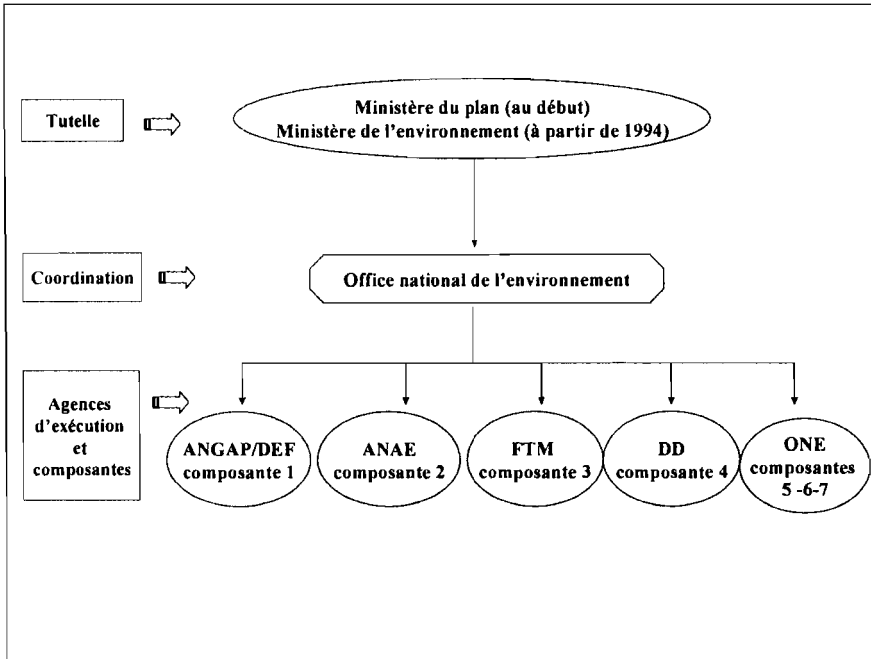 Tutelle
Ministère du plan (au début)
Ministère de l'environnement (à partir de 1994)
Coordination
Office national de l'environnement
Agences
d'exécution
et
composantes
ANGAP/DEF
composante 1
ANAE
composante 2
FTM
composante 3
DD
composante 4
ONE
composantes
5 -6-7